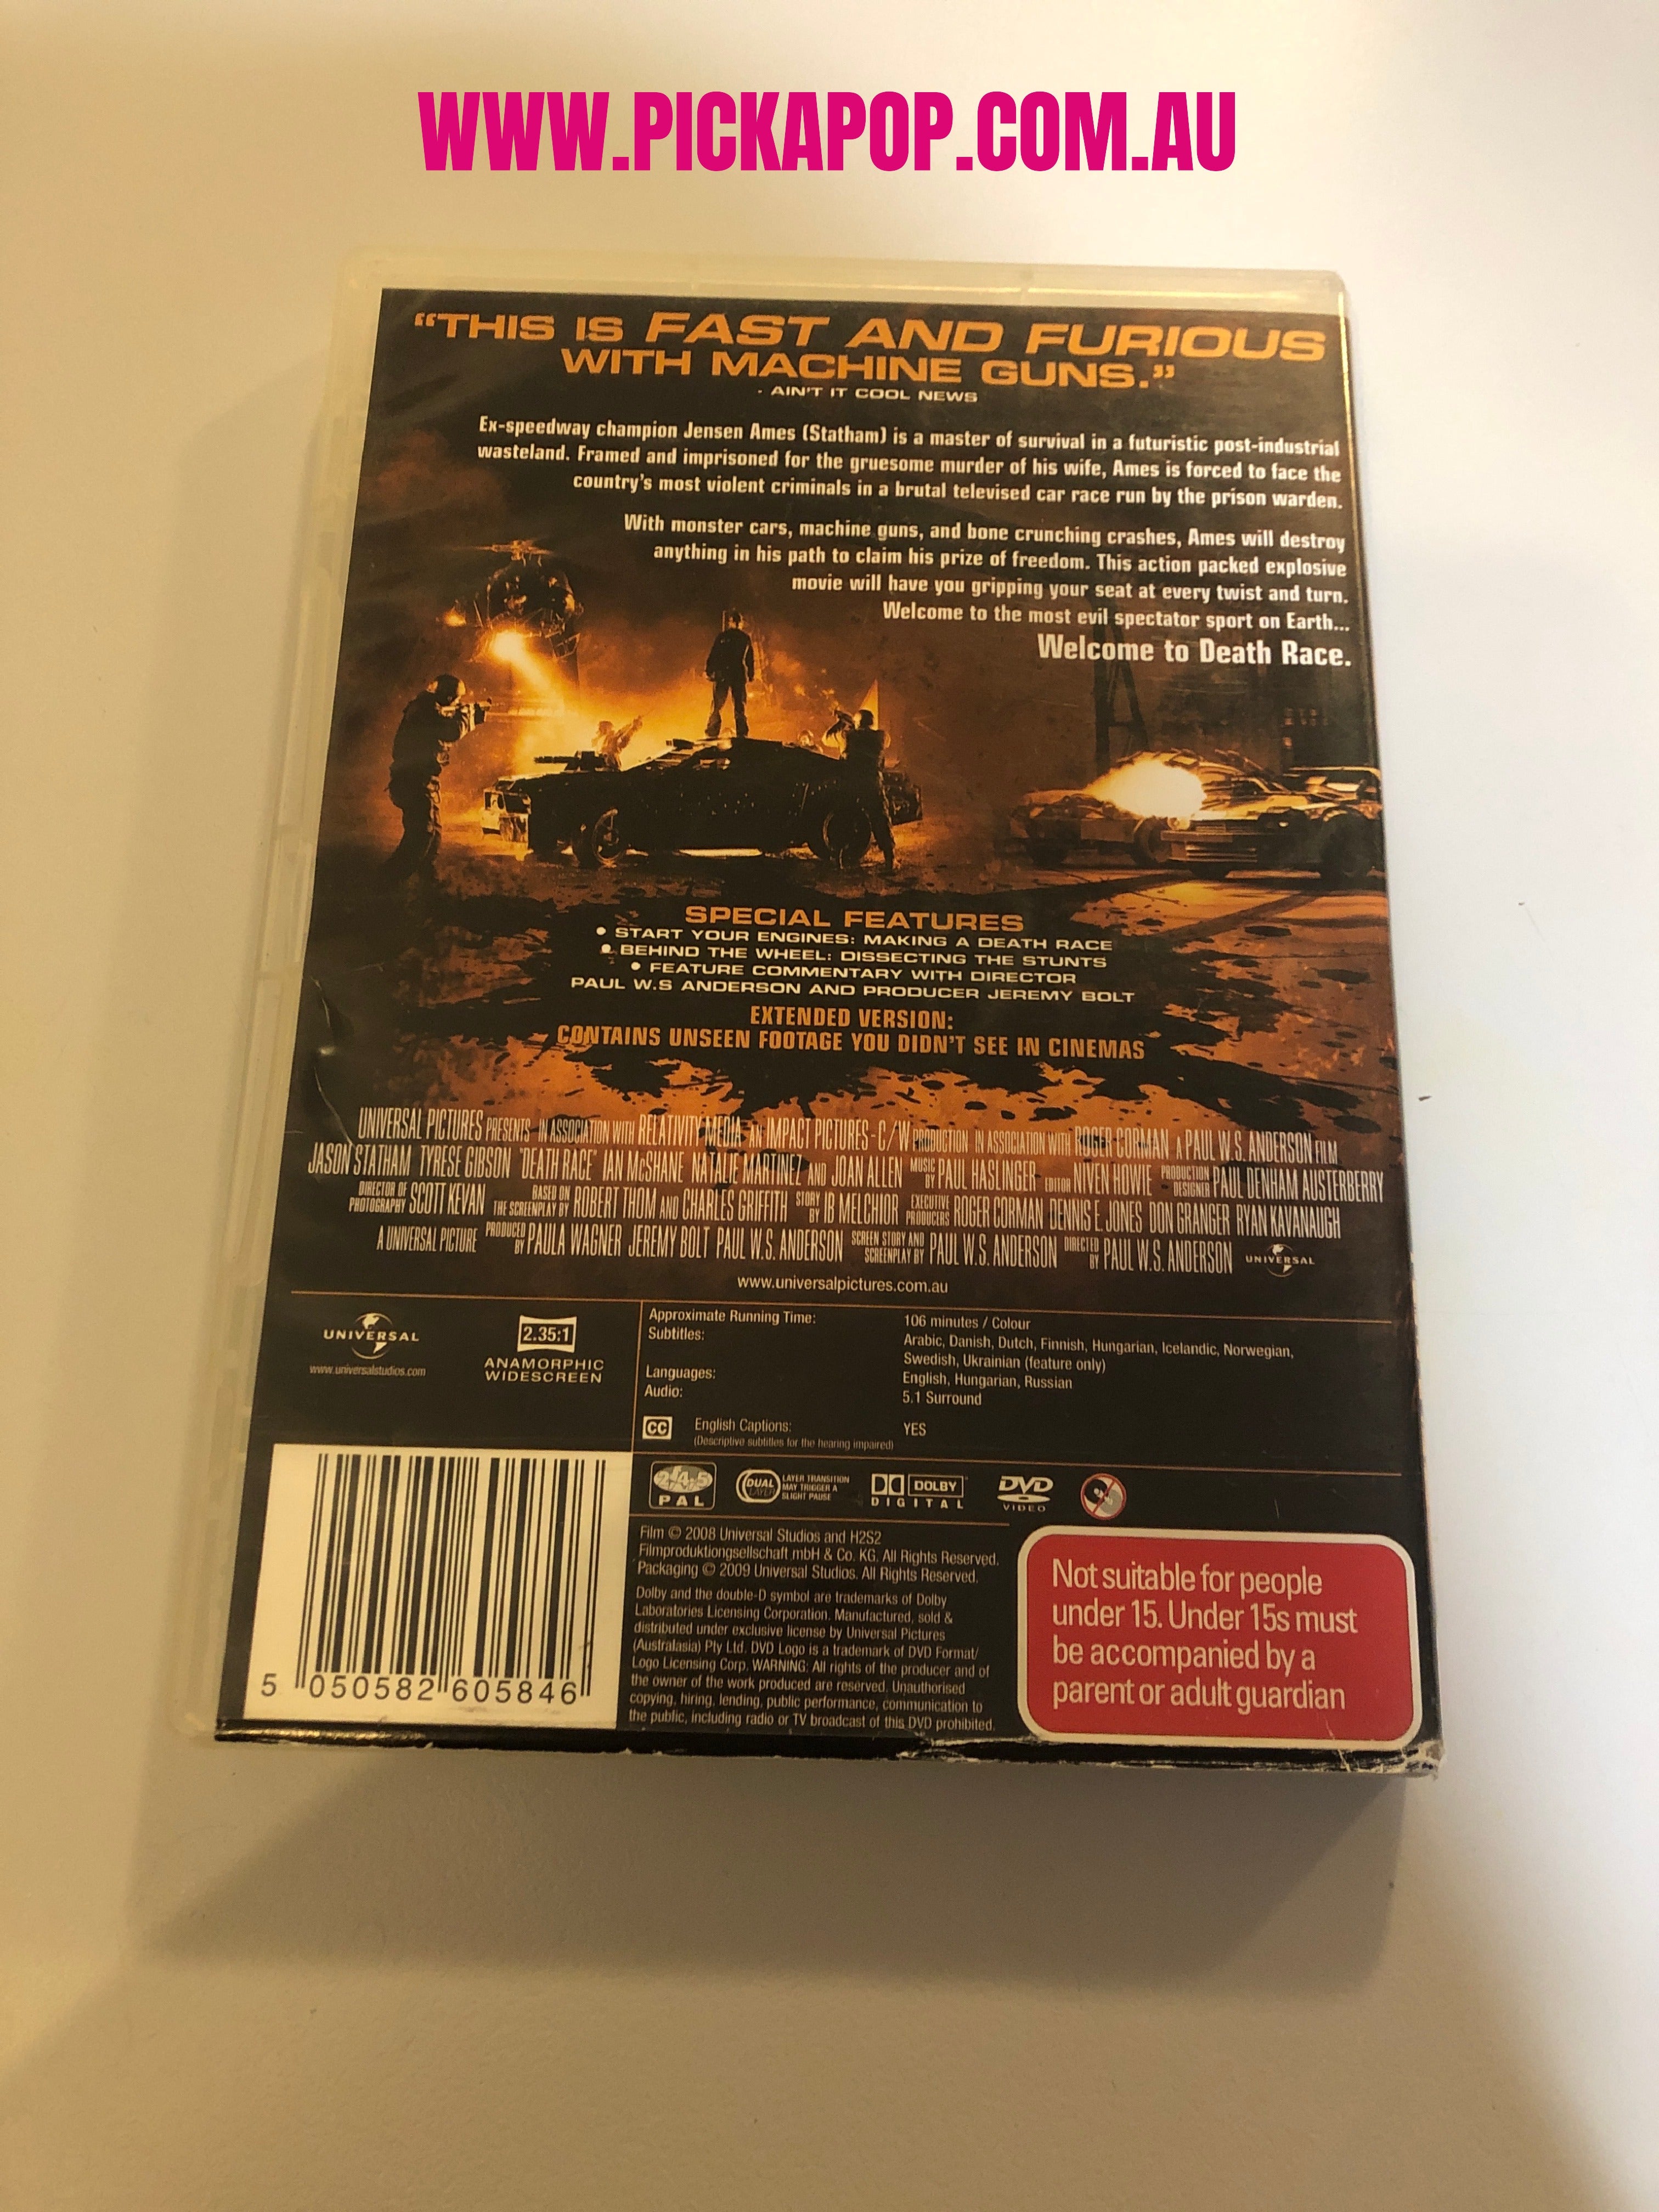 WWW.PICKAPOP.COM.AU
“THIS IS FAST AND FURIOUS
WITH MACHINE GUNS.”
- AIN'T IT COOL NEWS
Ex-speedway champion Jensen Ames (Statham) is a master of survival in a futuristic post-industrial
wasteland. Framed and imprisoned for the gruesome murder of his wife, Ames is forced to face the
country's most violent criminals in a brutal televised car race run by the prison warden.
With monster cars, machine guns, and bone crunching crashes, Ames will destroy
anything in his path to claim his prize of freedom. This action packed explosive
movie will have you gripping your seat at every twist and turn.
Welcome to the most evil spectator sport on Earth...
Welcome to Death Race.
SPECIAL FEATURES
• START YOUR ENGINES: MAKING A DEATH RACE
• BEHIND THE WHEEL: DISSECTING THE STUNTS
• FEATURE COMMENTARY WITH DIRECTOR
PAUL W.S ANDERSON AND PRODUCER JEREMY BOLT
EXTENDED VERSION:
CONTAINS UNSEEN FOOTAGE YOU DIDN'T SEE IN CINEMAS
UNIVERSAL PICTURES PRESENTS IN ASSOCIATION WITH RELATIVITY MEDIA AN IMPACT PICTURES - C/W PRODUCTION IN ASSOCIATION WITH ROGER CORMAN A PAUL W.S. ANDERSON FILM
JASON STATHAM TYRESE GIBSON "DEATH RACE" IAN McSHANE NATALIE MARTINEZ AND JOAN ALLEN MUSIC BY PAUL HASLINGER EDITOR NIVEN HOWIE PRODUCTION DESIGNER PAUL DENHAM AUSTERBERRY
DIRECTOR OF PHOTOGRAPHY SCOTT KEVAN BASED ON THE SCREENPLAY BY ROBERT THOM AND CHARLES GRIFFITH STORY BY IB MELCHIOR EXECUTIVE PRODUCERS ROGER CORMAN DENNIS E. JONES DON GRANGER RYAN KAVANAUGH
A UNIVERSAL PICTURE PRODUCED BY PAULA WAGNER JEREMY BOLT PAUL W.S. ANDERSON SCREEN STORY AND SCREENPLAY BY PAUL W.S. ANDERSON DIRECTED BY PAUL W.S. ANDERSON UNIVERSAL
www.universalpictures.com.au
UNIVERSAL
www.universalstudios.com
2.35:1
ANAMORPHIC
WIDESCREEN
Approximate Running Time: 106 minutes / Colour
Subtitles: Arabic, Danish, Dutch, Finnish, Hungarian, Icelandic, Norwegian,
Swedish, Ukrainian (feature only)
Languages: English, Hungarian, Russian
Audio: 5.1 Surround
CC English Captions: YES
(Descriptive subtitles for the hearing impaired)
2.4.5
PAL
DUAL LAYER
LAYER TRANSITION
MAY TRIGGER A
SLIGHT PAUSE
DOLBY
DIGITAL
DVD
VIDEO
Film © 2008 Universal Studios and H2S2
Filmproduktiongsellschaft mbH & Co. KG. All Rights Reserved.
Packaging © 2009 Universal Studios. All Rights Reserved.
Dolby and the double-D symbol are trademarks of Dolby
Laboratories Licensing Corporation. Manufactured, sold &
distributed under exclusive license by Universal Pictures
(Australasia) Pty Ltd. DVD Logo is a trademark of DVD Format/
Logo Licensing Corp. WARNING: All rights of the producer and of
the owner of the work produced are reserved. Unauthorised
copying, hiring, lending, public performance, communication to
the public, including radio or TV broadcast of this DVD prohibited.
1
5 050582 605846
Not suitable for people
under 15. Under 15s must
be accompanied by a
parent or adult guardian